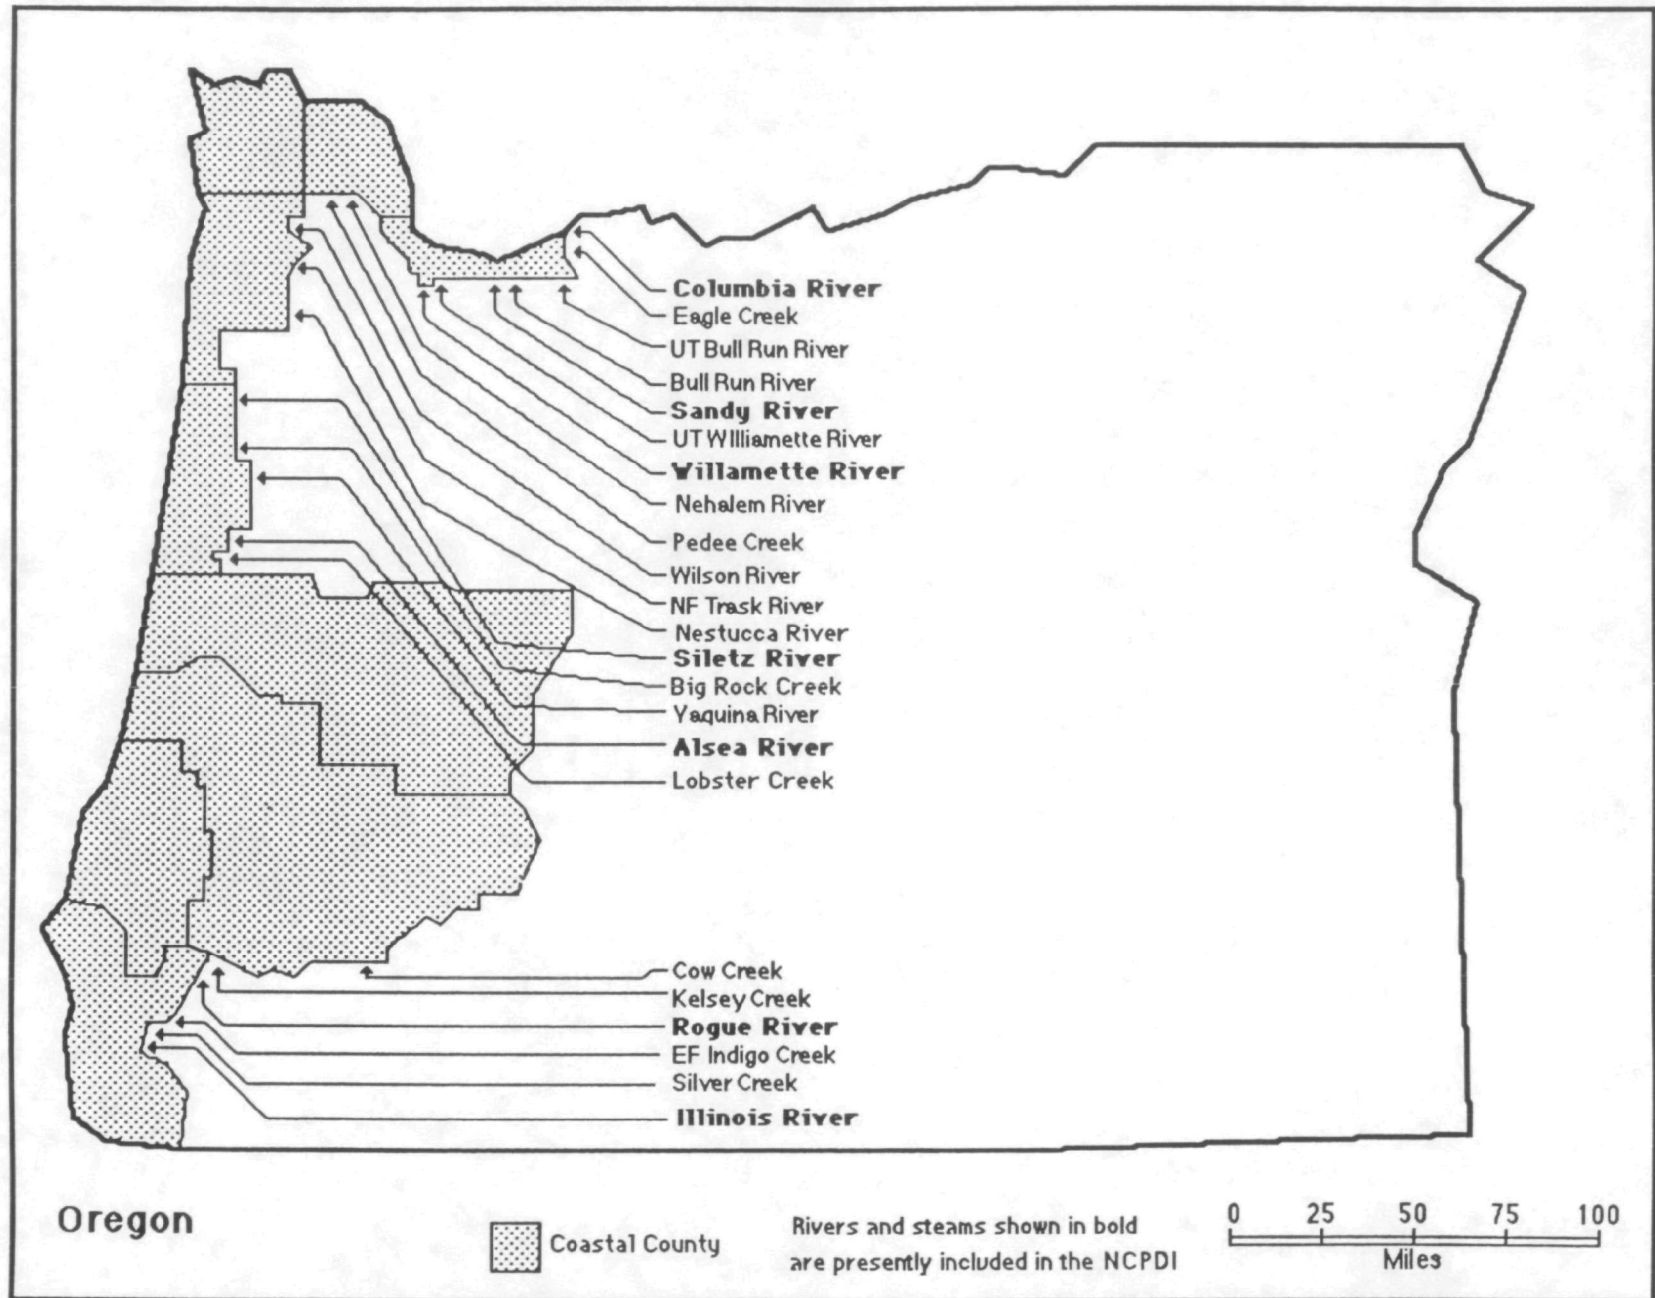 Columbia River
Eagle Creek
UT Bull Run River
Bull Run River
Sandy River
UT WIlliamette River
Willamette River
Nehalem River
Pedee Creek
Wilson River
NF Trask River
Nestucca River
Siletz River
Big Rock Creek
Yaquina River
Alsea River
Lobster Creek
Cow Creek
Kelsey Creek
Rogue River
EF Indigo Creek
Silver Creek
Illinois River
Oregon
Coastal County
Rivers and steams shown in bold
are presently included in the NCPDI
0 25 50 75 100
Miles